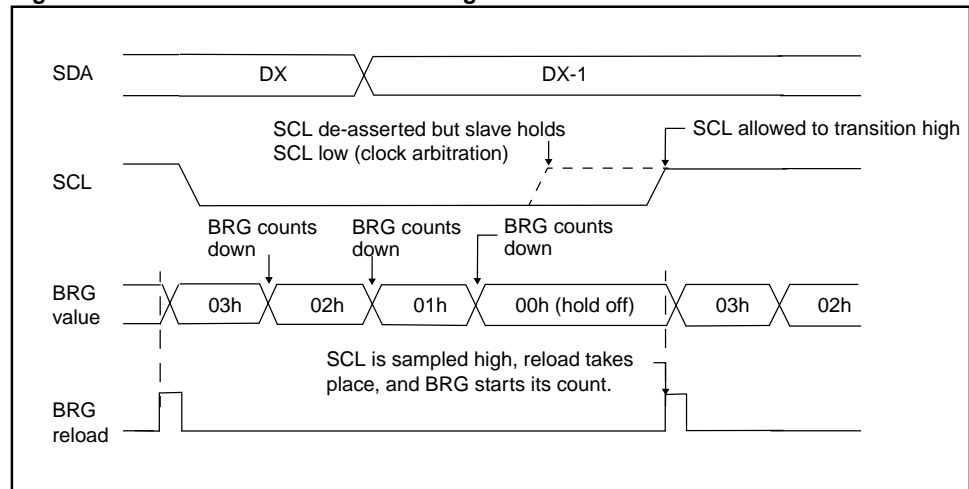 SDA
DX
DX-1
SCL de-asserted but slave holds
SCL low (clock arbitration)
SCL allowed to transition high
SCL
BRG counts
down
BRG counts
down
BRG counts
down
BRG
value
03h
02h
01h
00h (hold off)
03h
02h
SCL is sampled high, reload takes
place, and BRG starts its count.
BRG
reload